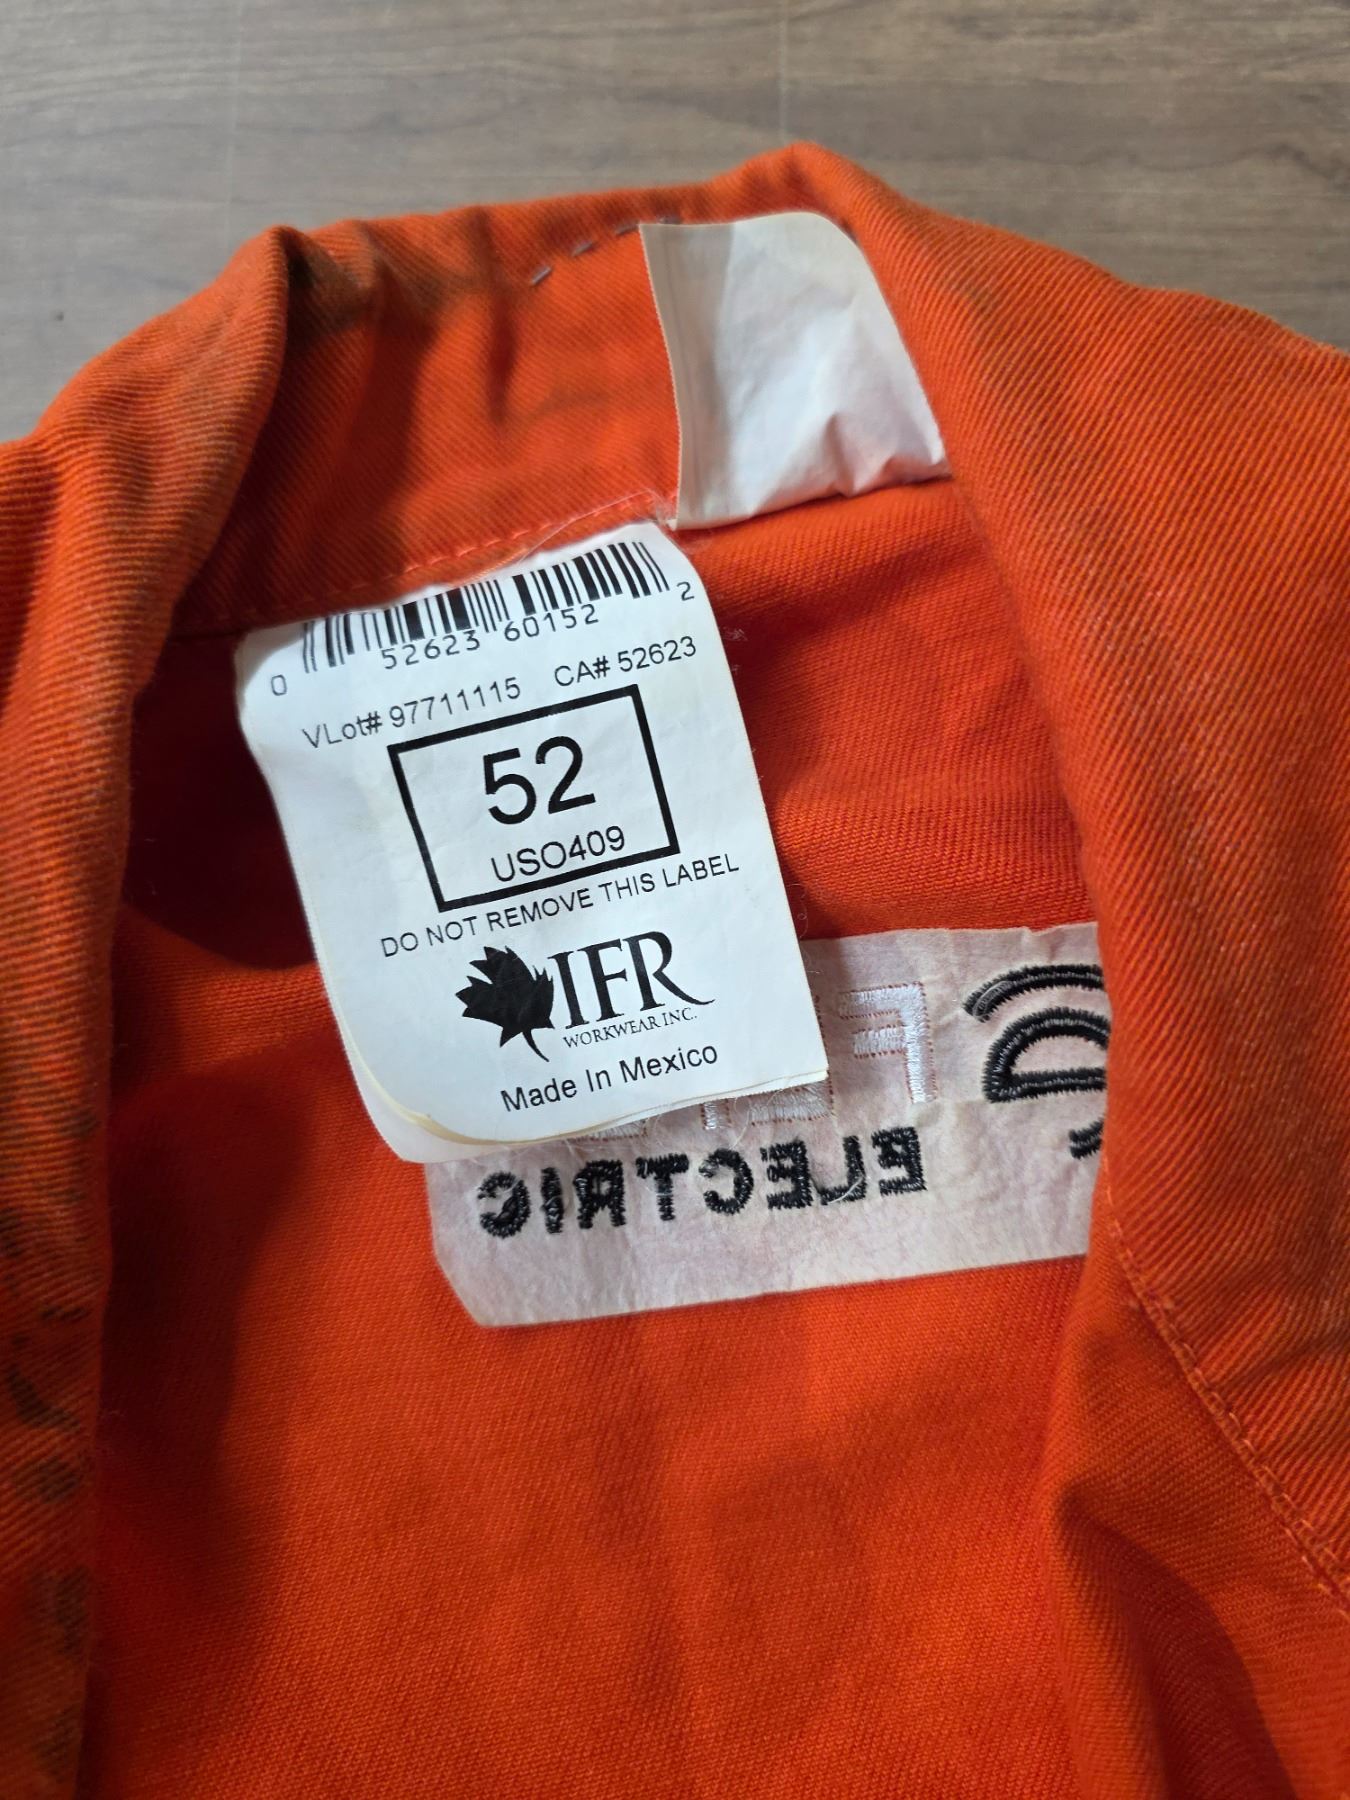 0 52623 60152 2
VLot# 97711115 CA# 52623
52
USO409
DO NOT REMOVE THIS LABEL
IFR
WORKWEAR INC.
Made In Mexico
ELECTRIC